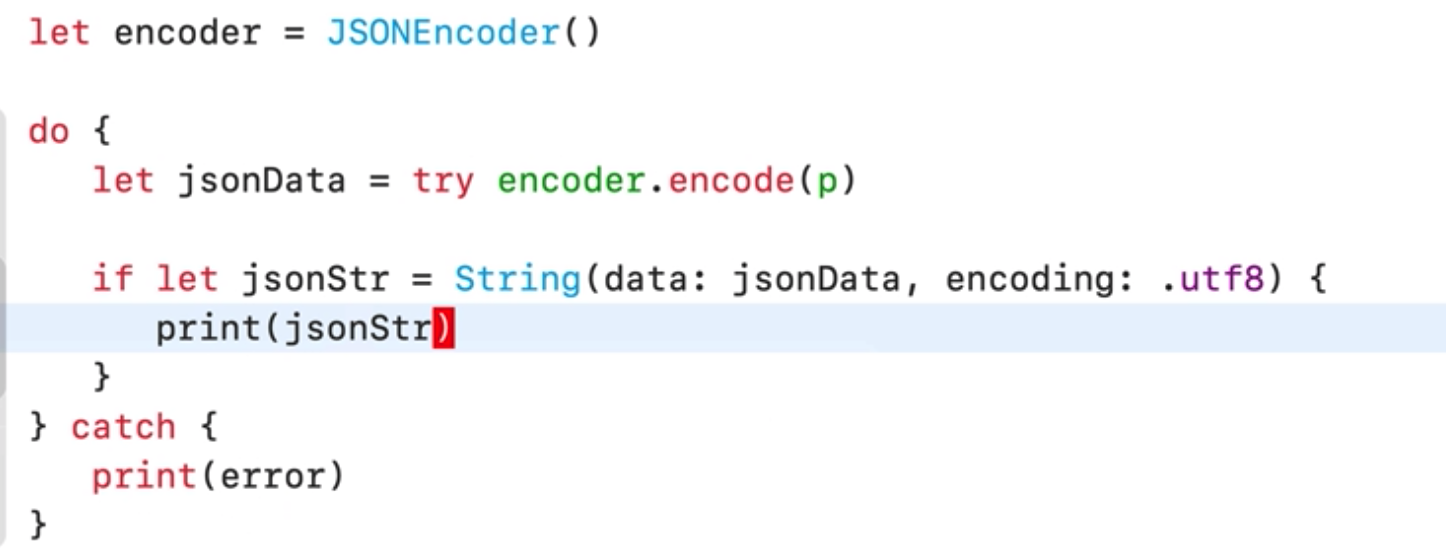 let encoder = JSONEncoder()
do {
let jsonData = try encoder.encode(p)
if let jsonStr = String(data: jsonData, encoding: .utf8) {
print(jsonStr)
}
} catch {
print(error)
}